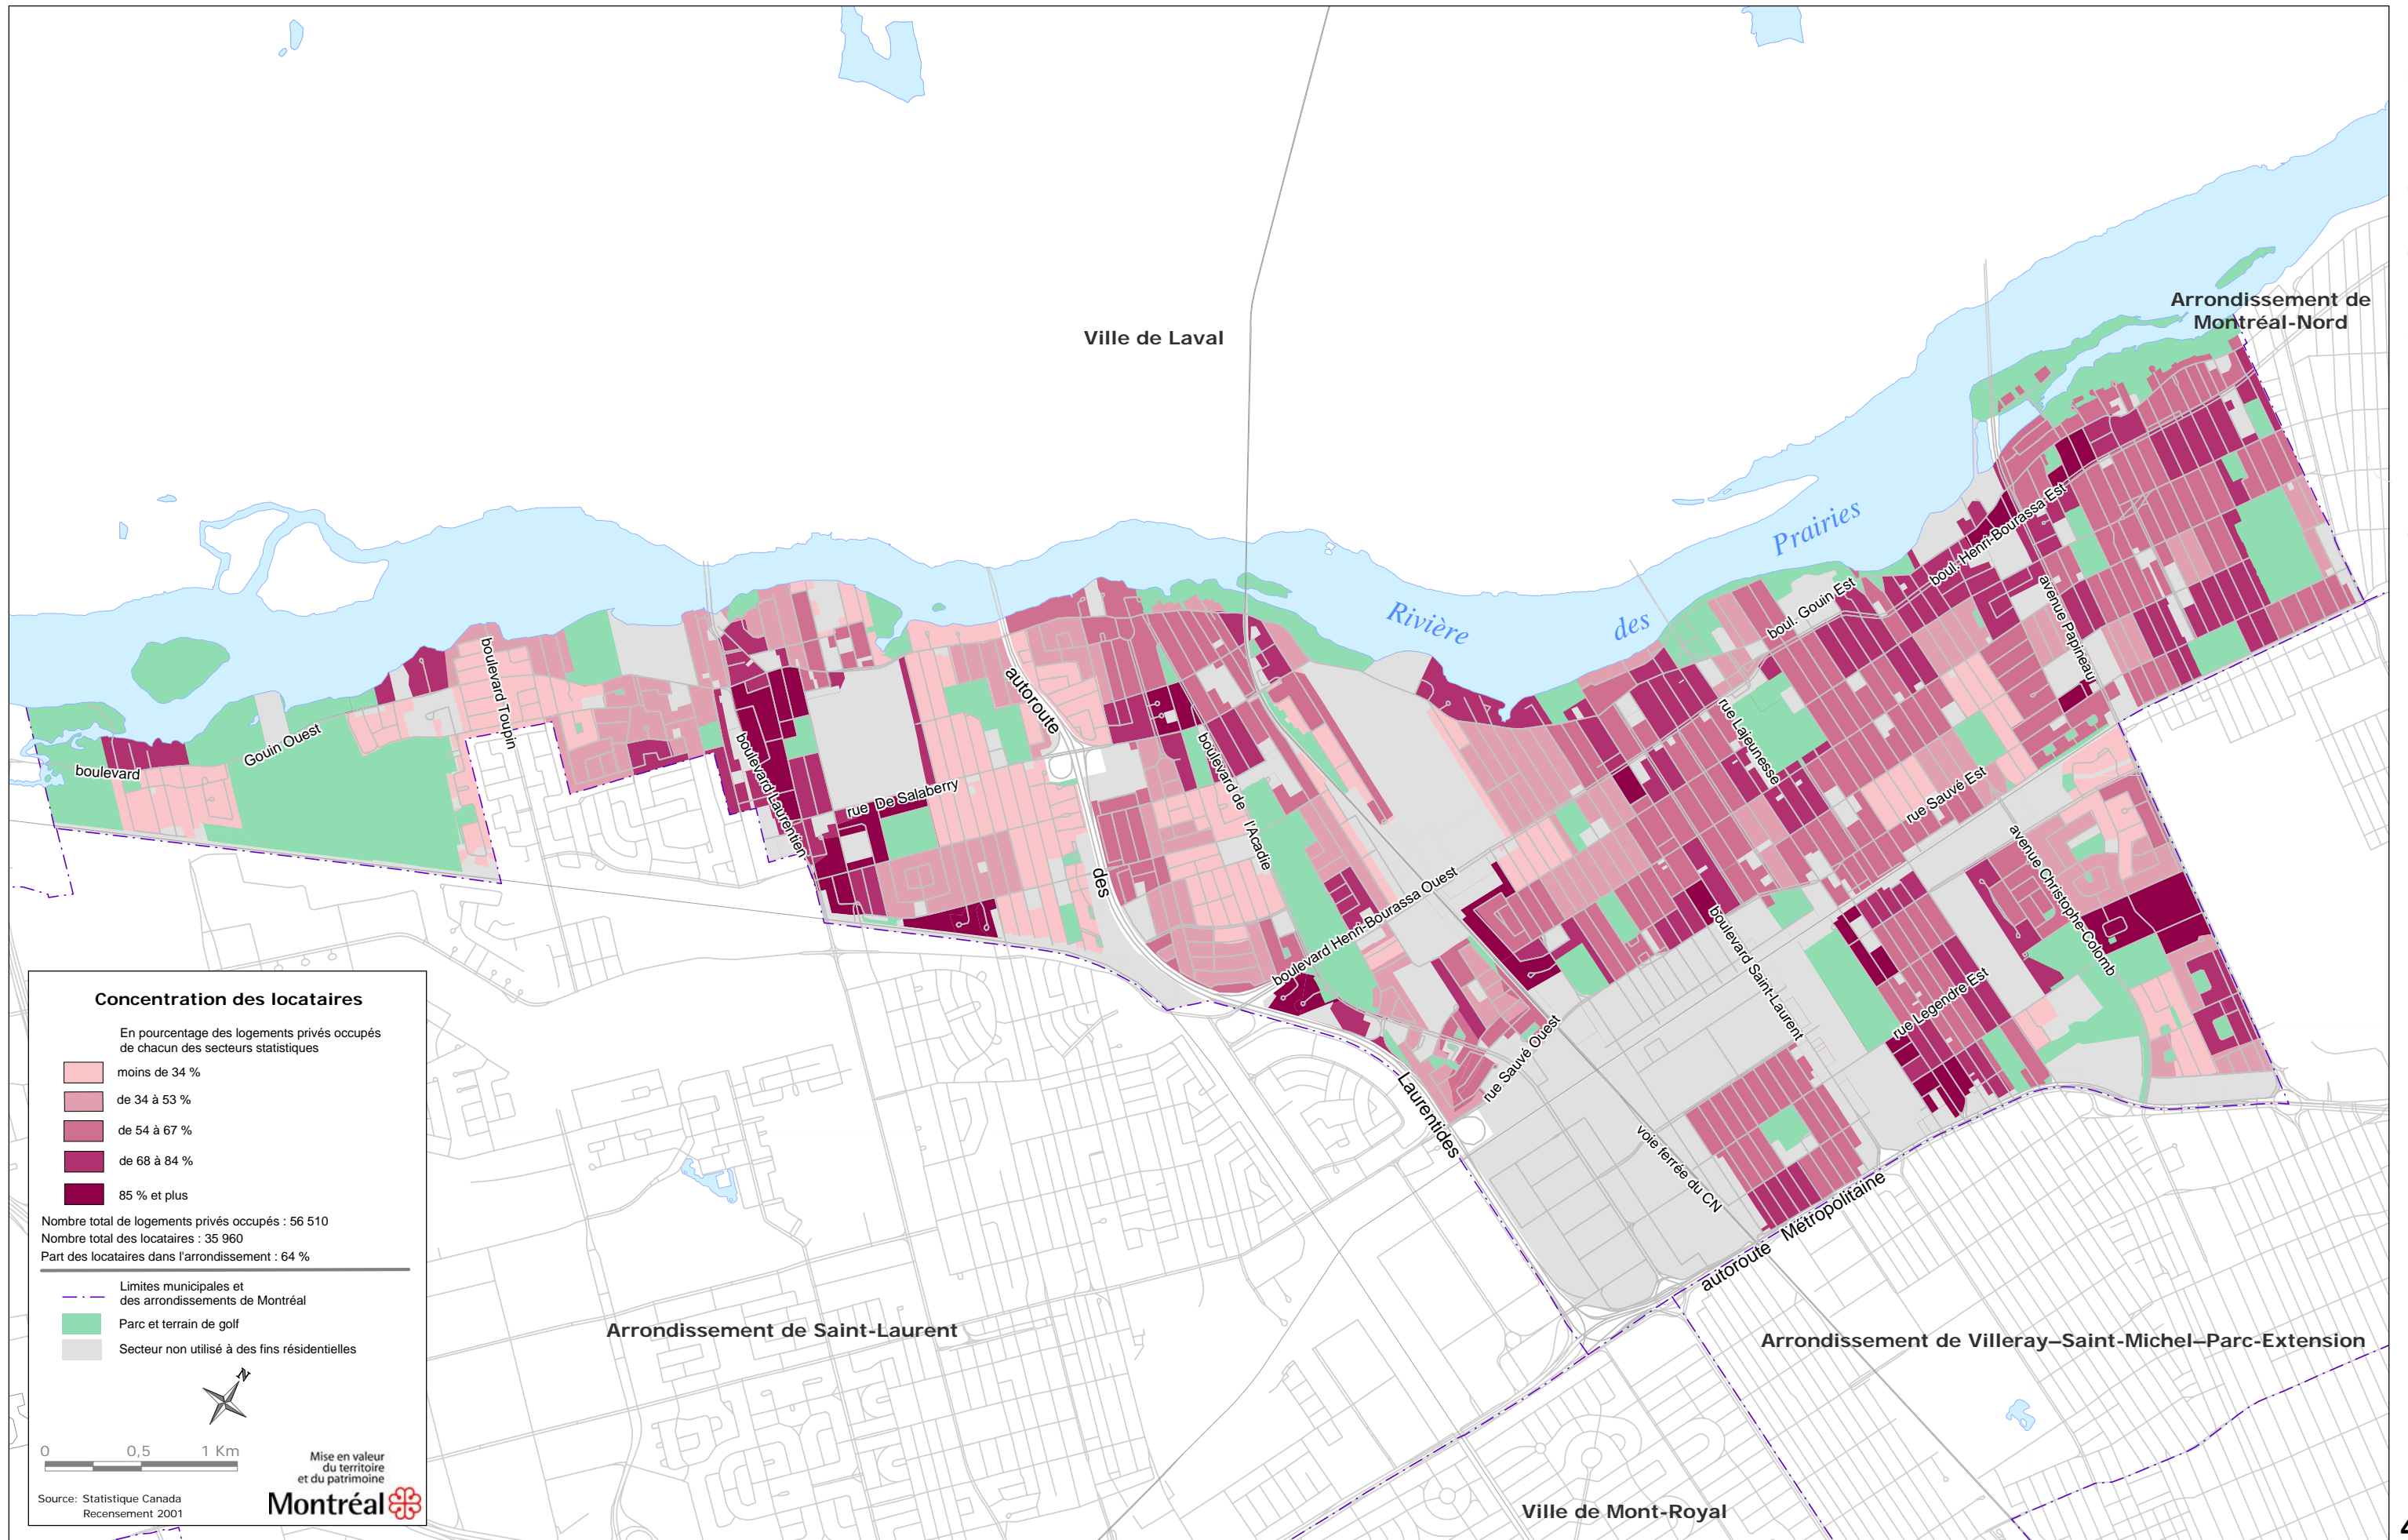 Ville de Laval
Arrondissement de
Montréal-Nord
Rivière
des
Prairies
boulevard
Gouin Ouest
boulevard Toupin
boulevard Laurentien
rue De Salaberry
autoroute
des
Laurentides
boulevard de
l'Acadie
boulevard Henri-Bourassa Ouest
rue Sauvé Ouest
boul. Gouin Est
boul. Henri-Bourassa Est
rue Lajeunesse
avenue Papineau
rue Sauvé Est
avenue Christophe-Colomb
boulevard Saint-Laurent
rue Legendre Est
voie ferrée du CN
autoroute Métropolitaine
Arrondissement de Saint-Laurent
Arrondissement de Villeray–Saint-Michel–Parc-Extension
Ville de Mont-Royal
Concentration des locataires
En pourcentage des logements privés occupés
de chacun des secteurs statistiques
moins de 34 %
de 34 à 53 %
de 54 à 67 %
de 68 à 84 %
85 % et plus
Nombre total de logements privés occupés : 56 510
Nombre total des locataires : 35 960
Part des locataires dans l'arrondissement : 64 %
Limites municipales et
des arrondissements de Montréal
Parc et terrain de golf
Secteur non utilisé à des fins résidentielles
N
0 0,5 1 Km
Mise en valeur
du territoire
et du patrimoine
Montréal
Source: Statistique Canada
Recensement 2001